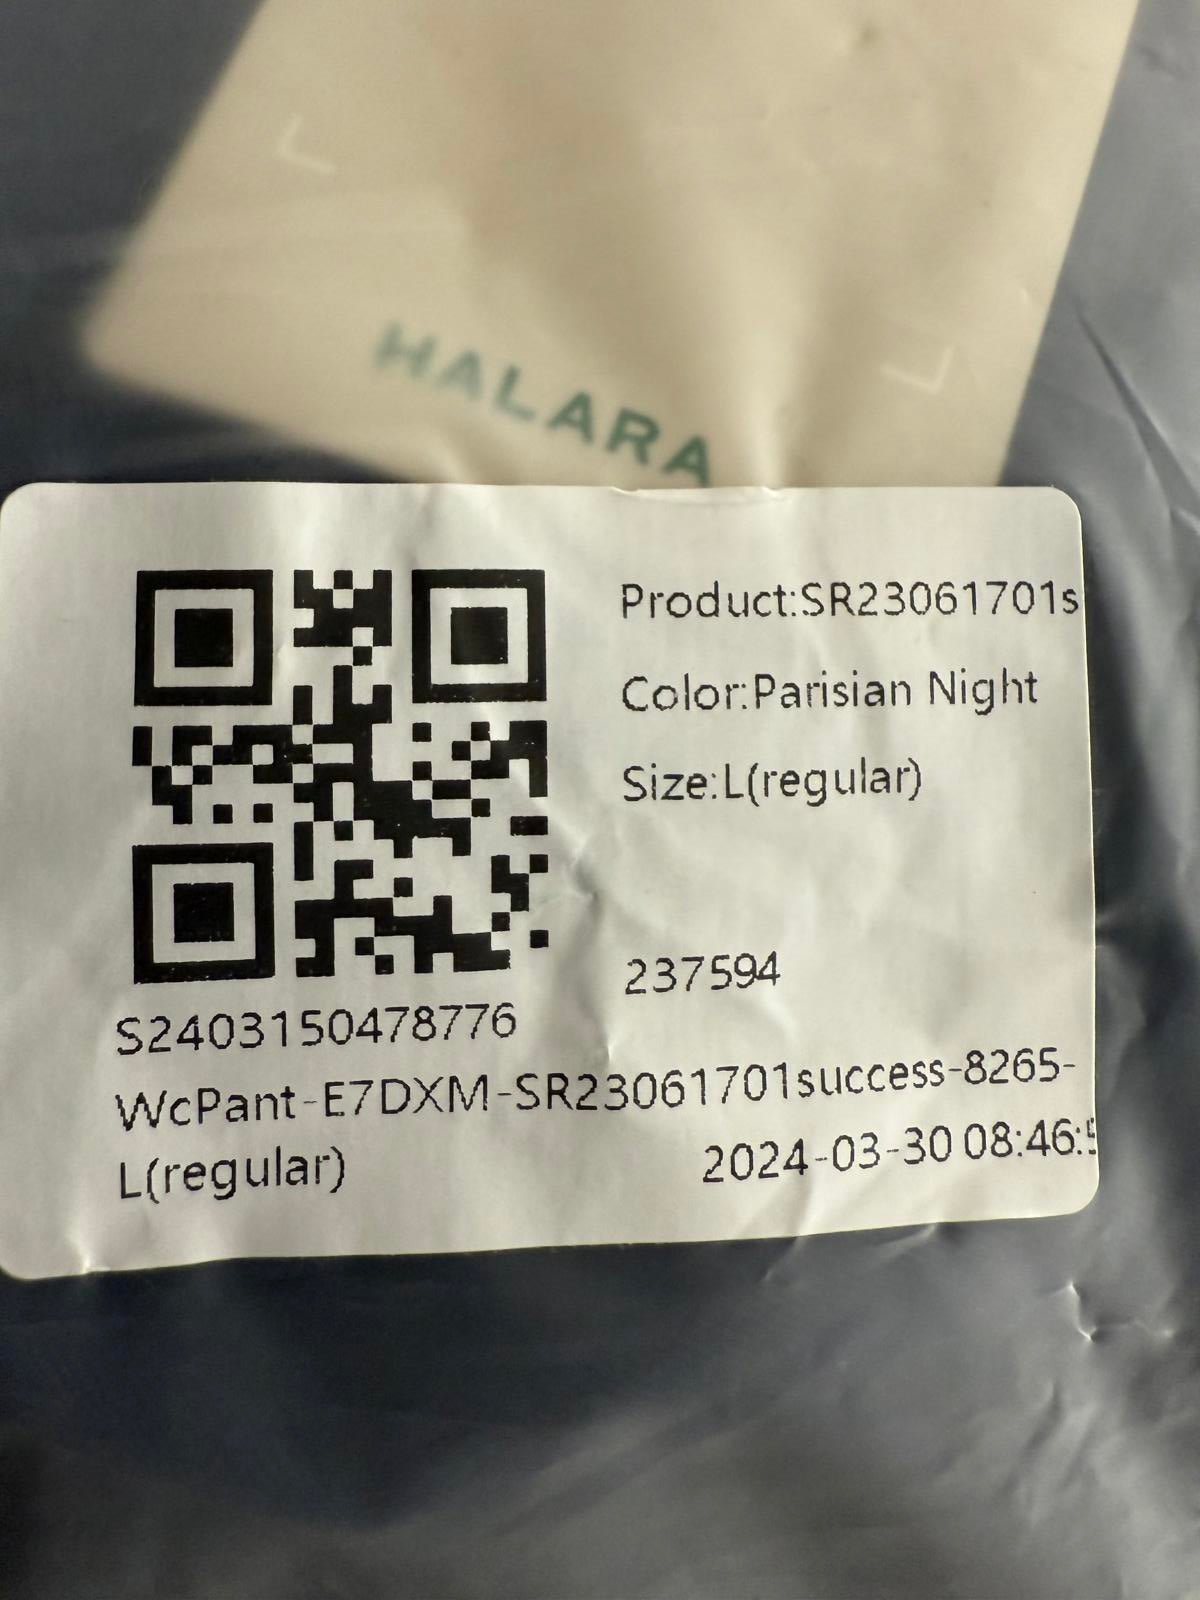 HALARA
Product:SR23061701s
Color:Parisian Night
Size:L(regular)
237594
S2403150478776
WcPant-E7DXM-SR23061701success-8265-
L(regular)
2024-03-30 08:46:5